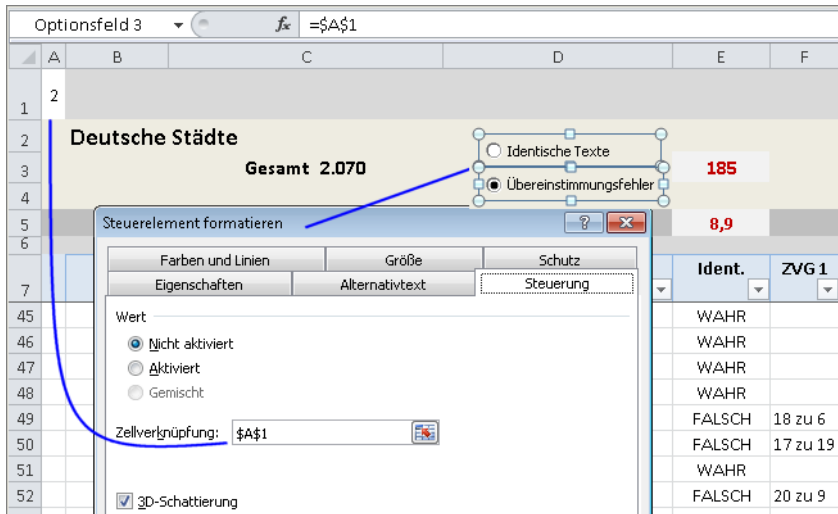 Optionsfeld 3 fx =$A$1
A B C D E F
1 2
2 Deutsche Städte
Identische Texte
3 Gesamt 2.070 185
Übereinstimmungsfehler
4
5 8,9
6
Steuerelement formatieren
Farben und Linien Größe Schutz
Eigenschaften Alternativtext Steuerung
7 Ident. ZVG 1
45 WAHR
Wert
46 WAHR
Nicht aktiviert
47 WAHR
Aktiviert
48 WAHR
Gemischt
49 FALSCH 18 zu 6
Zellverknüpfung: $A$1
50 FALSCH 17 zu 19
51 WAHR
52 FALSCH 20 zu 9
3D-Schattierung